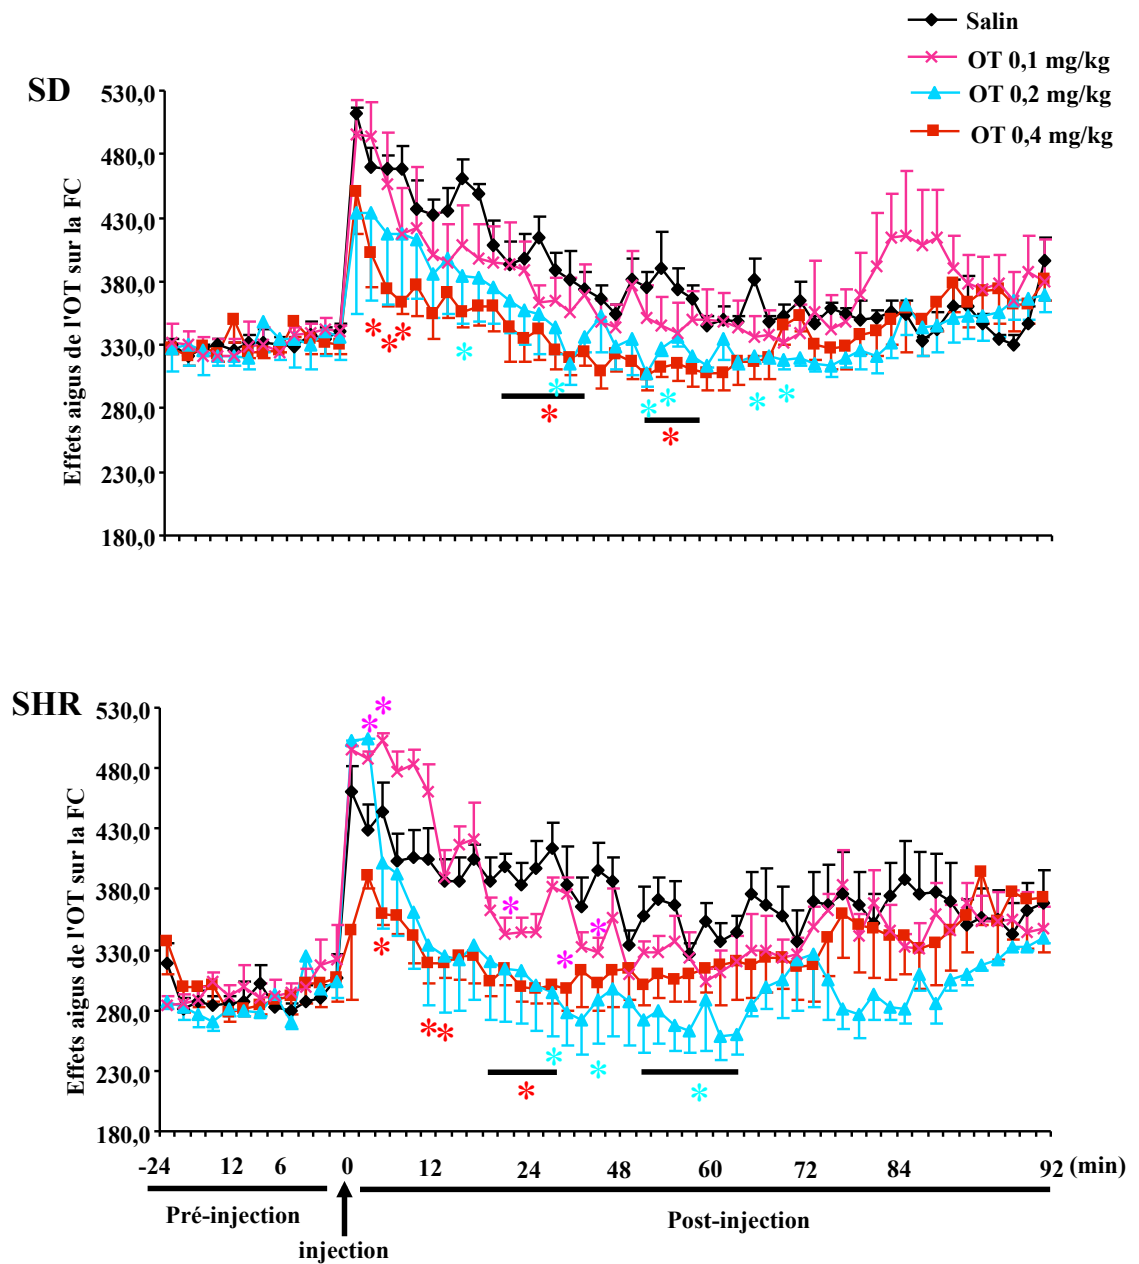 Salin
OT 0,1 mg/kg
OT 0,2 mg/kg
OT 0,4 mg/kg
SD
Effets aigus de l'OT sur la FC
530,0
480,0
430,0
380,0
330,0
280,0
230,0
180,0
* * *
*
*
*
* *
*
* *
SHR
Effets aigus de l'OT sur la FC
530,0
480,0
430,0
380,0
330,0
280,0
230,0
180,0
* *
*
*
*
*
* *
*
*
*
*
-24 12 6 0 12 24 48 60 72 84 92 (min)
Pré-injection
Post-injection
injection